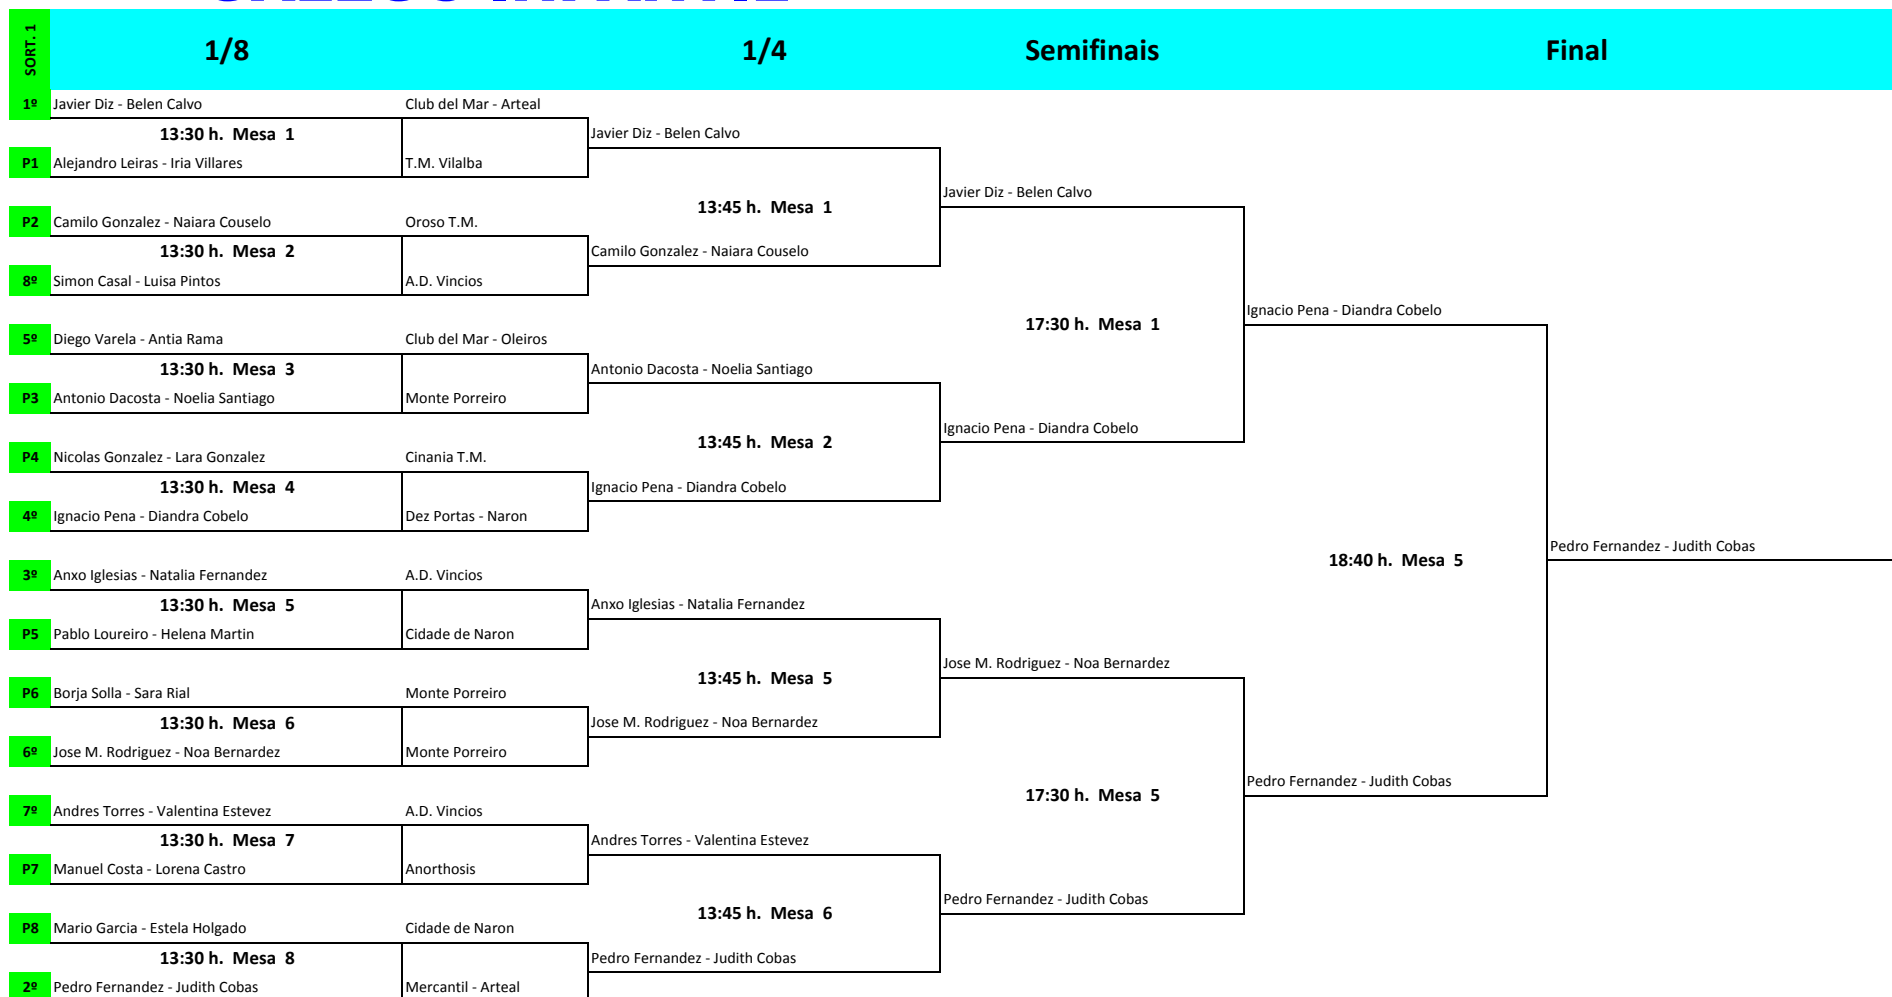 SORT. 1 1/8 1/4 Semifinais Final
1º Javier Diz - Belen Calvo Club del Mar - Arteal
13:30 h. Mesa 1 Javier Diz - Belen Calvo
P1 Alejandro Leiras - Iria Villares T.M. Vilalba
Javier Diz - Belen Calvo
13:45 h. Mesa 1
P2 Camilo Gonzalez - Naiara Couselo Oroso T.M.
13:30 h. Mesa 2 Camilo Gonzalez - Naiara Couselo
8º Simon Casal - Luisa Pintos A.D. Vincios
17:30 h. Mesa 1 Ignacio Pena - Diandra Cobelo
5º Diego Varela - Antia Rama Club del Mar - Oleiros
13:30 h. Mesa 3 Antonio Dacosta - Noelia Santiago
P3 Antonio Dacosta - Noelia Santiago Monte Porreiro
13:45 h. Mesa 2 Ignacio Pena - Diandra Cobelo
P4 Nicolas Gonzalez - Lara Gonzalez Cinania T.M.
13:30 h. Mesa 4 Ignacio Pena - Diandra Cobelo
4º Ignacio Pena - Diandra Cobelo Dez Portas - Naron
18:40 h. Mesa 5 Pedro Fernandez - Judith Cobas
3º Anxo Iglesias - Natalia Fernandez A.D. Vincios
13:30 h. Mesa 5 Anxo Iglesias - Natalia Fernandez
P5 Pablo Loureiro - Helena Martin Cidade de Naron
Jose M. Rodriguez - Noa Bernardez
13:45 h. Mesa 5
P6 Borja Solla - Sara Rial Monte Porreiro
13:30 h. Mesa 6 Jose M. Rodriguez - Noa Bernardez
6º Jose M. Rodriguez - Noa Bernardez Monte Porreiro
17:30 h. Mesa 5 Pedro Fernandez - Judith Cobas
7º Andres Torres - Valentina Estevez A.D. Vincios
13:30 h. Mesa 7 Andres Torres - Valentina Estevez
P7 Manuel Costa - Lorena Castro Anorthosis
13:45 h. Mesa 6 Pedro Fernandez - Judith Cobas
P8 Mario Garcia - Estela Holgado Cidade de Naron
13:30 h. Mesa 8 Pedro Fernandez - Judith Cobas
2º Pedro Fernandez - Judith Cobas Mercantil - Arteal